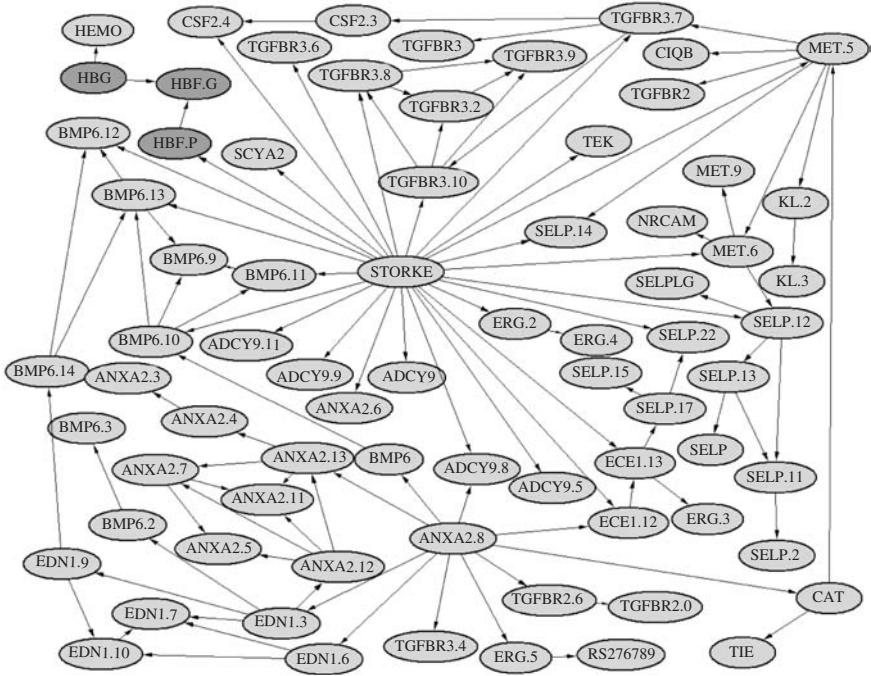 CSF2.4
CSF2.3
TGFBR3.7
HEMO
TGFBR3.6
TGFBR3
CIQB
MET.5
HBG
HBF.G
TGFBR3.8
TGFBR3.9
TGFBR2
TGFBR3.2
BMP6.12
HBF.P
SCYA2
TEK
TGFBR3.10
MET.9
BMP6.13
KL.2
NRCAM
SELP.14
MET.6
BMP6.9
BMP6.11
STORKE
KL.3
SELPLG
ERG.2
SELP.12
BMP6.10
ADCY9.11
ERG.4
SELP.22
BMP6.14
ANXA2.3
ADCY9.9
ADCY9
SELP.15
SELP.13
ANXA2.6
SELP.17
ANXA2.4
BMP6.3
SELP
ANXA2.13
BMP6
ANXA2.7
ADCY9.8
ECE1.13
SELP.11
ANXA2.11
ADCY9.5
BMP6.2
ECE1.12
ERG.3
ANXA2.8
ANXA2.5
SELP.2
EDN1.9
ANXA2.12
CAT
TGFBR2.6
TGFBR2.0
EDN1.7
EDN1.3
TGFBR3.4
EDN1.10
EDN1.6
ERG.5
RS276789
TIE